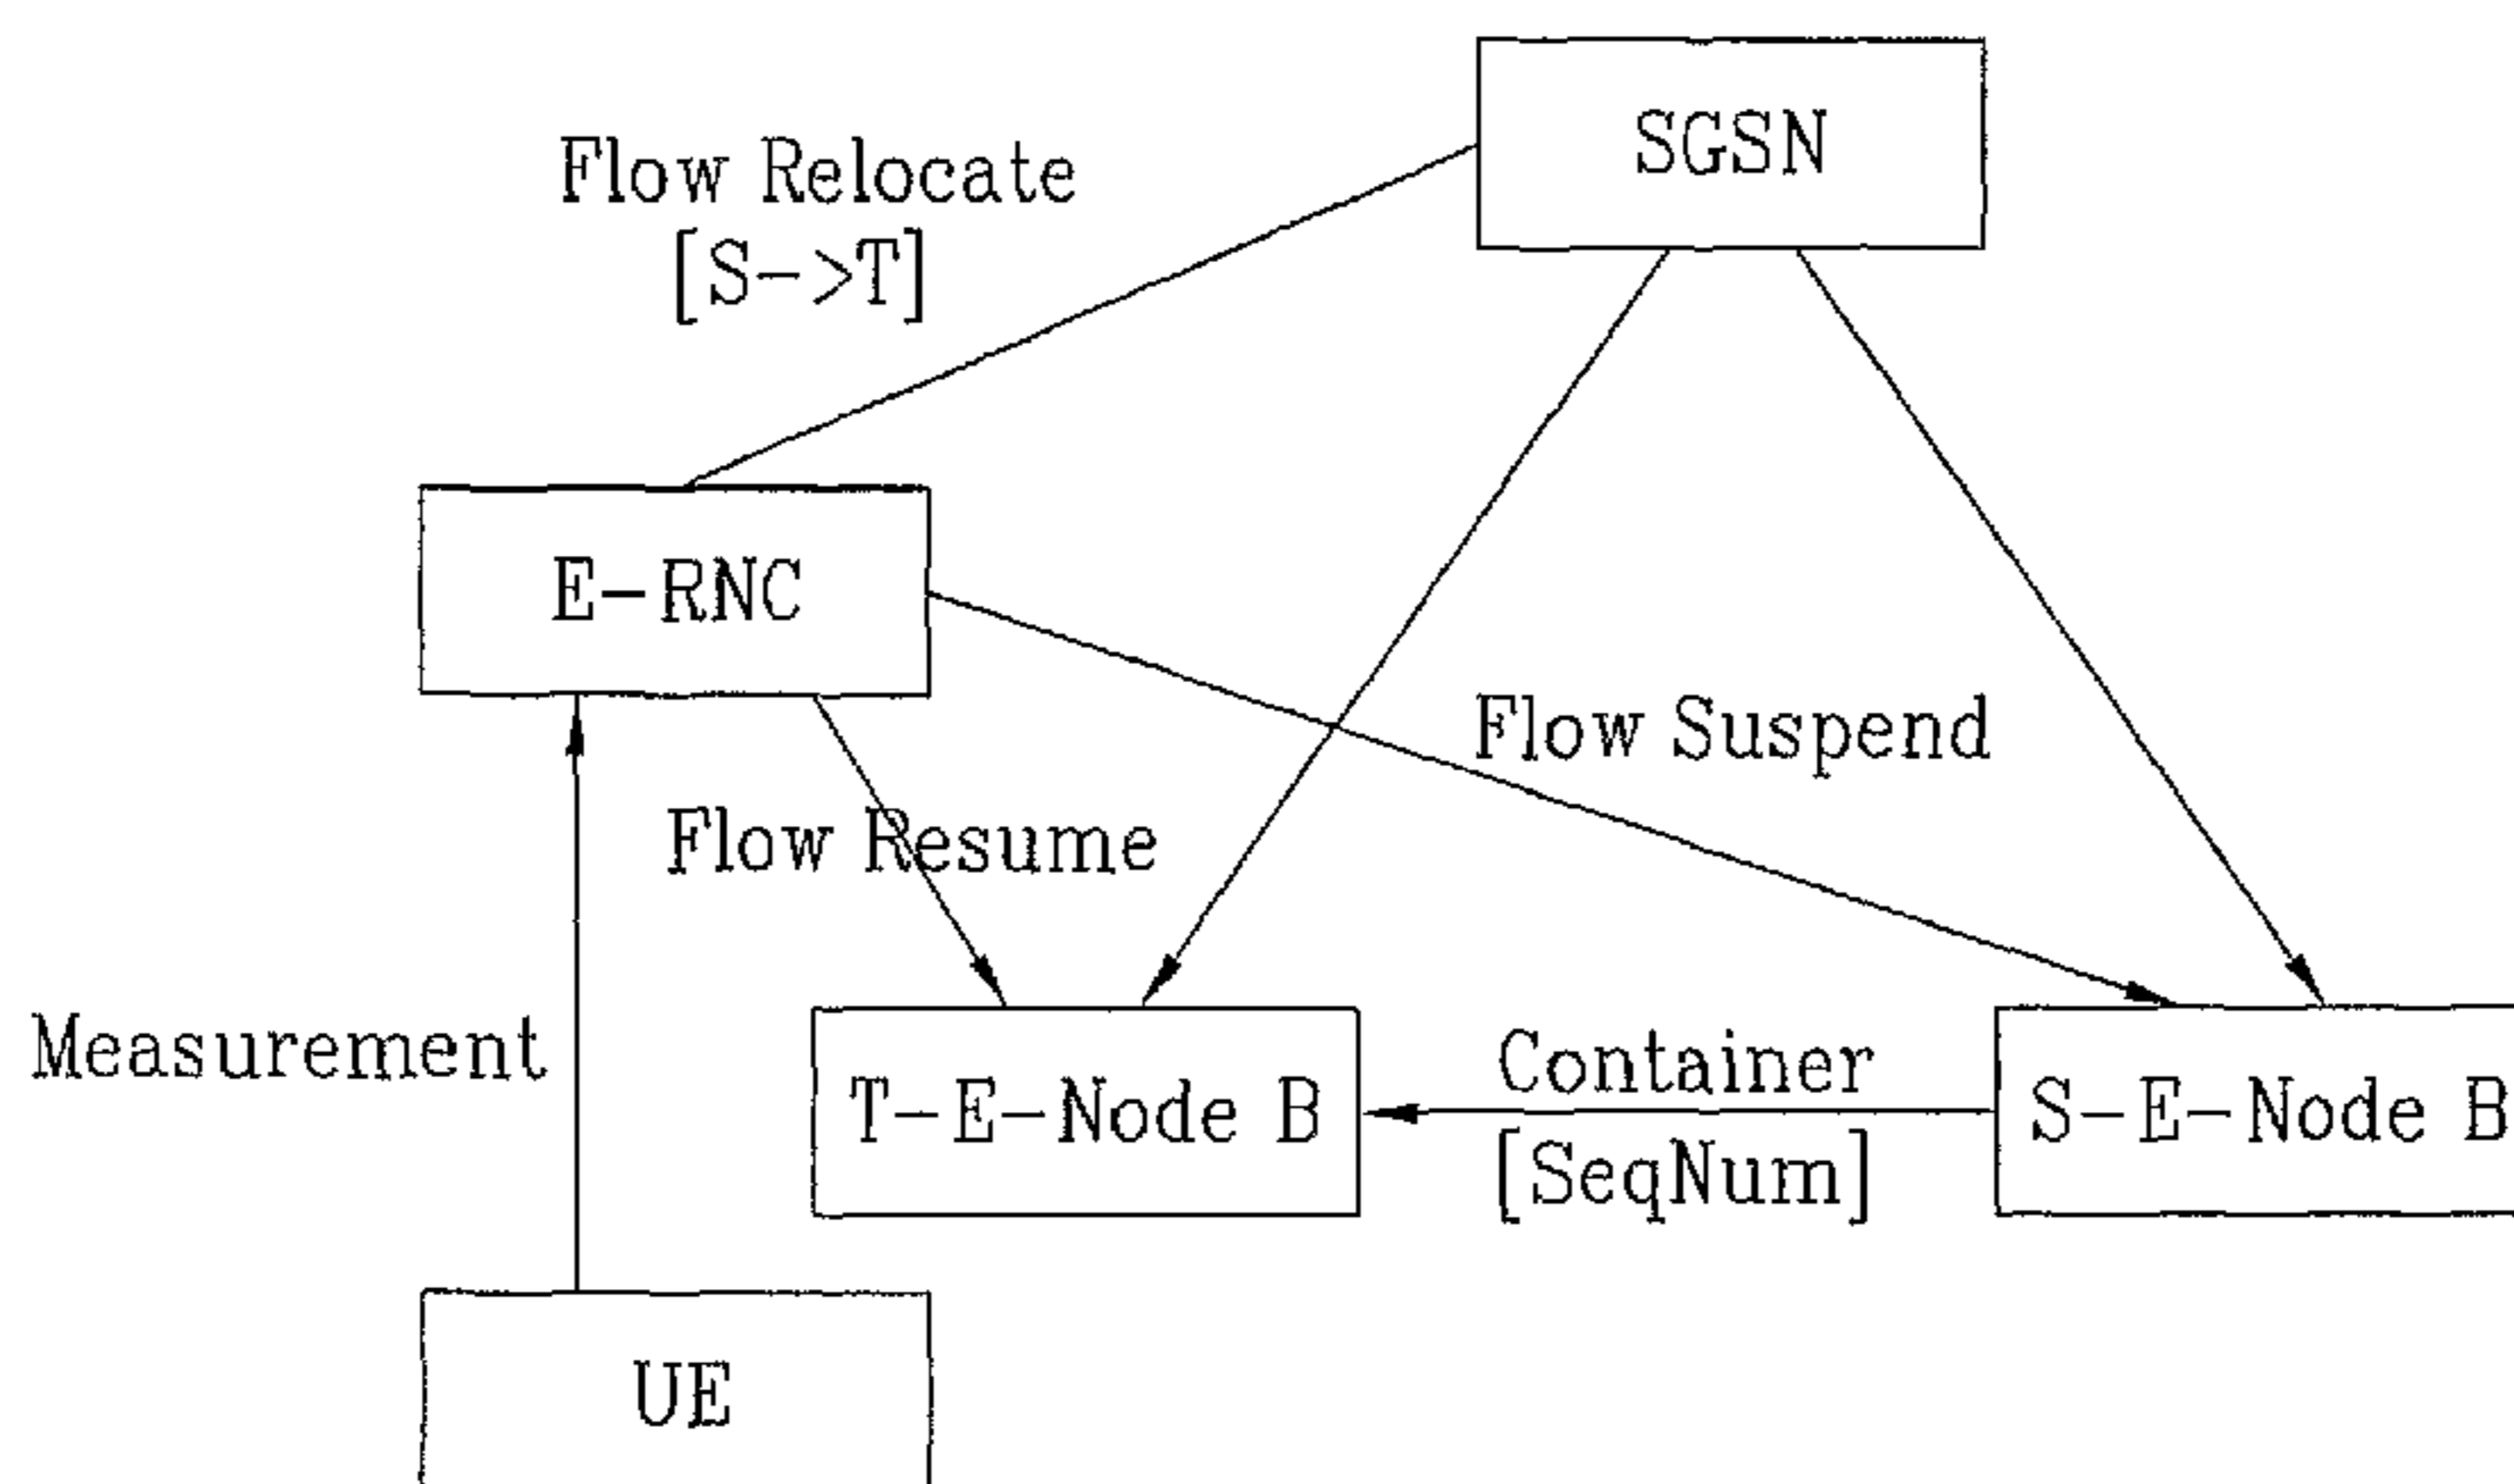 SGSN
Flow Relocate
[S->T]
E-RNC
Flow Suspend
Flow Resume
Measurement
Container
T-E-Node B
S-E-Node B
[SeqNum]
UE